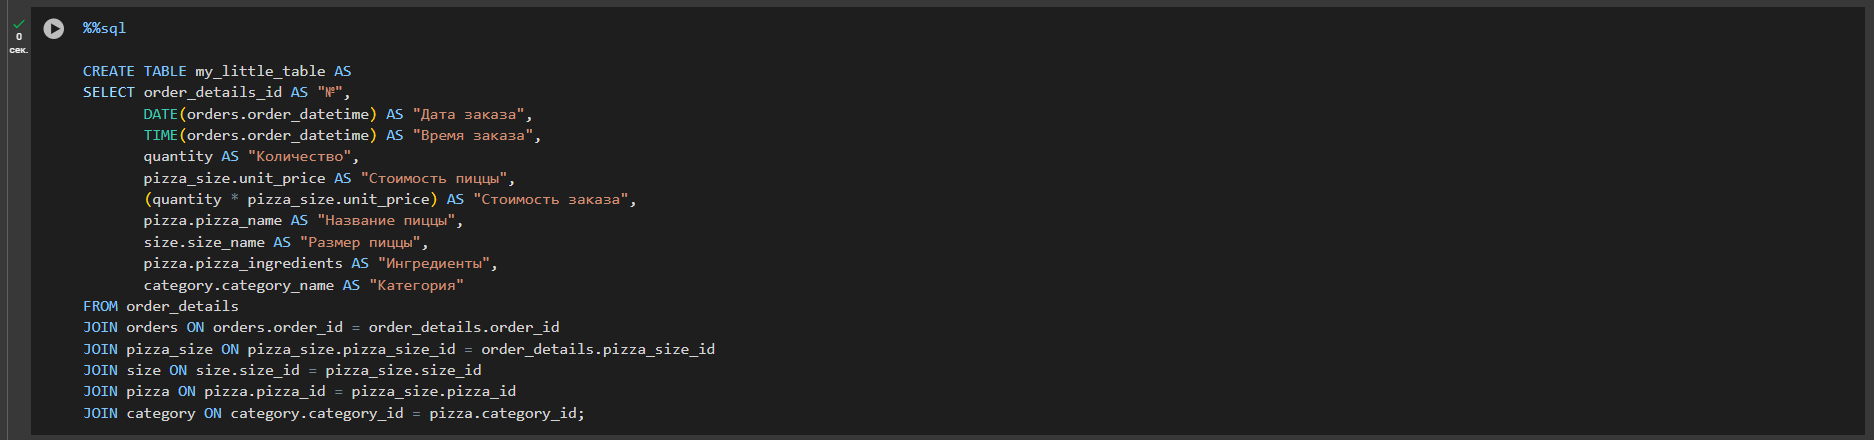 %%sql
0
сек.
CREATE TABLE my_little_table AS
SELECT order_details_id AS "№",
DATE(orders.order_datetime) AS "Дата заказа",
TIME(orders.order_datetime) AS "Время заказа",
quantity AS "Количество",
pizza_size.unit_price AS "Стоимость пиццы",
(quantity * pizza_size.unit_price) AS "Стоимость заказа",
pizza.pizza_name AS "Название пиццы",
size.size_name AS "Размер пиццы",
pizza.pizza_ingredients AS "Ингредиенты",
category.category_name AS "Категория"
FROM order_details
JOIN orders ON orders.order_id = order_details.order_id
JOIN pizza_size ON pizza_size.pizza_size_id = order_details.pizza_size_id
JOIN size ON size.size_id = pizza_size.size_id
JOIN pizza ON pizza.pizza_id = pizza_size.pizza_id
JOIN category ON category.category_id = pizza.category_id;